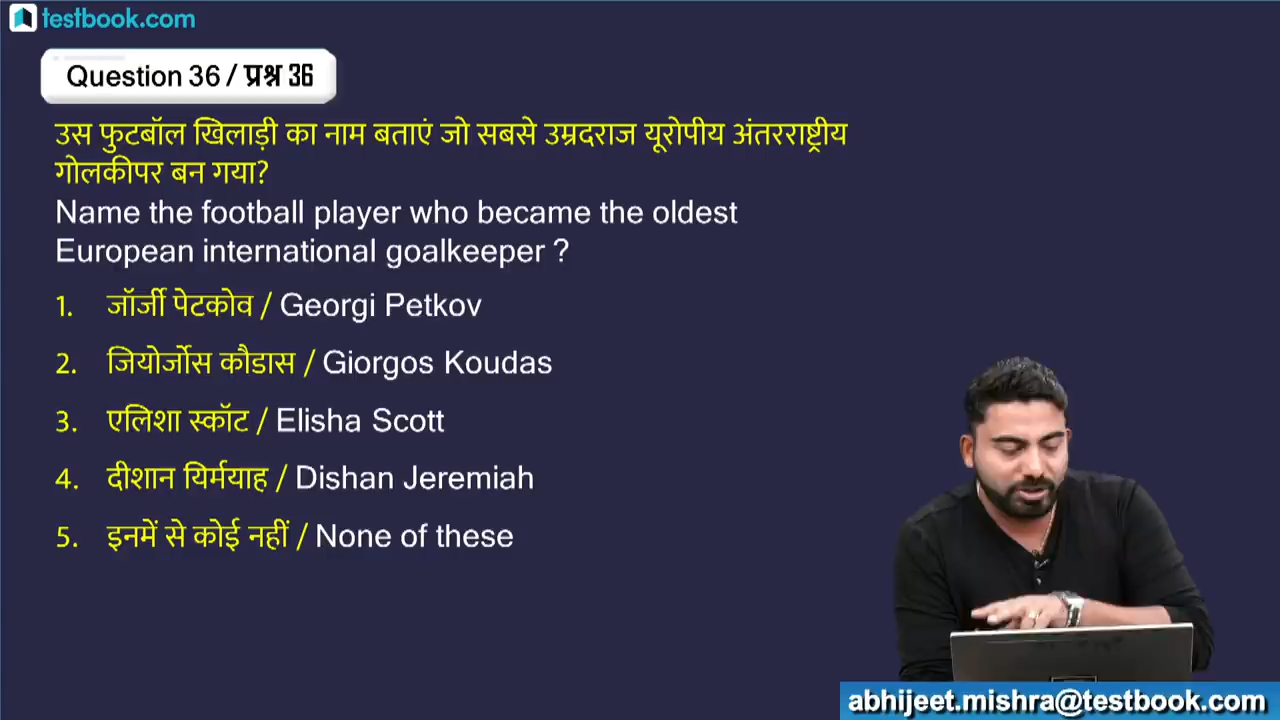 testbook.com
Question 36 / प्रश्न 36
उस फुटबॉल खिलाड़ी का नाम बताएं जो सबसे उम्रदराज यूरोपीय अंतरराष्ट्रीय
गोलकीपर बन गया?
Name the football player who became the oldest
European international goalkeeper ?
1. जॉर्जी पेटकोव / Georgi Petkov
2. जियोर्जोस कौडास / Giorgos Koudas
3. एलिशा स्कॉट / Elisha Scott
4. दीशान यिर्मयाह / Dishan Jeremiah
5. इनमें से कोई नहीं / None of these
abhijeet.mishra@testbook.com